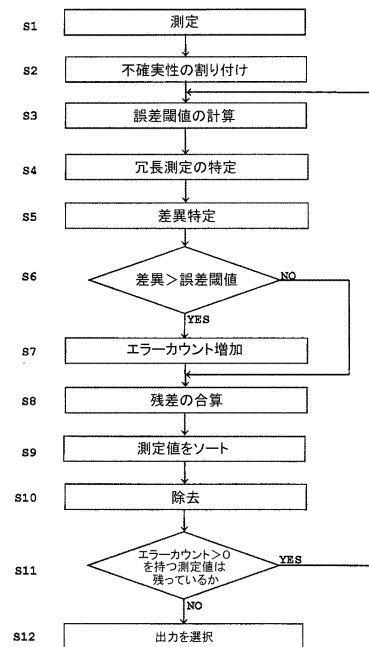 S1
測定
S2
不確実性の割り付け
S3
誤差閾値の計算
S4
冗長測定の特定
S5
差異特定
S6
差異＞誤差閾値
NO
YES
S7
エラーカウント増加
S8
残差の合算
S9
測定値をソート
S10
除去
S11
エラーカウント＞0
を持つ測定値は
残っているか
YES
NO
S12
出力を選択